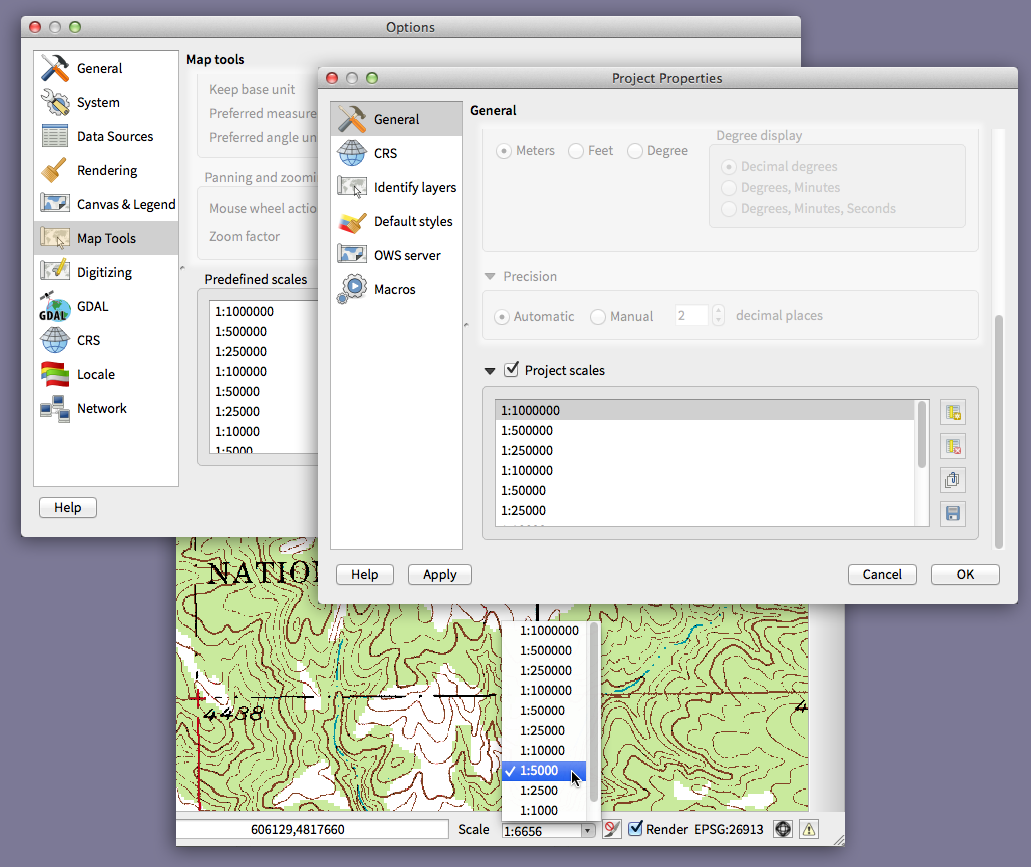 Options
General
System
Data Sources
Rendering
Canvas & Legend
Map Tools
Digitizing
GDAL
GDAL
CRS
Locale
Network
Help
Map tools
Keep base unit
Preferred measure
Preferred angle un
Panning and zoomi
Mouse wheel actio
Zoom factor
Predefined scales
1:1000000
1:500000
1:250000
1:100000
1:50000
1:25000
1:10000
1:5000
Project Properties
General
CRS
Identify layers
Default styles
OWS server
Macros
General
Meters Feet Degree
Degree display
Decimal degrees
Degrees, Minutes
Degrees, Minutes, Seconds
Precision
Automatic Manual 2 decimal places
Project scales
1:1000000
1:500000
1:250000
1:100000
1:50000
1:25000
Help Apply Cancel OK
NATION
4438
4
1:1000000
1:500000
1:250000
1:100000
1:50000
1:25000
1:10000
1:5000
1:2500
1:1000
606129,4817660 Scale 1:6656 Render EPSG:26913